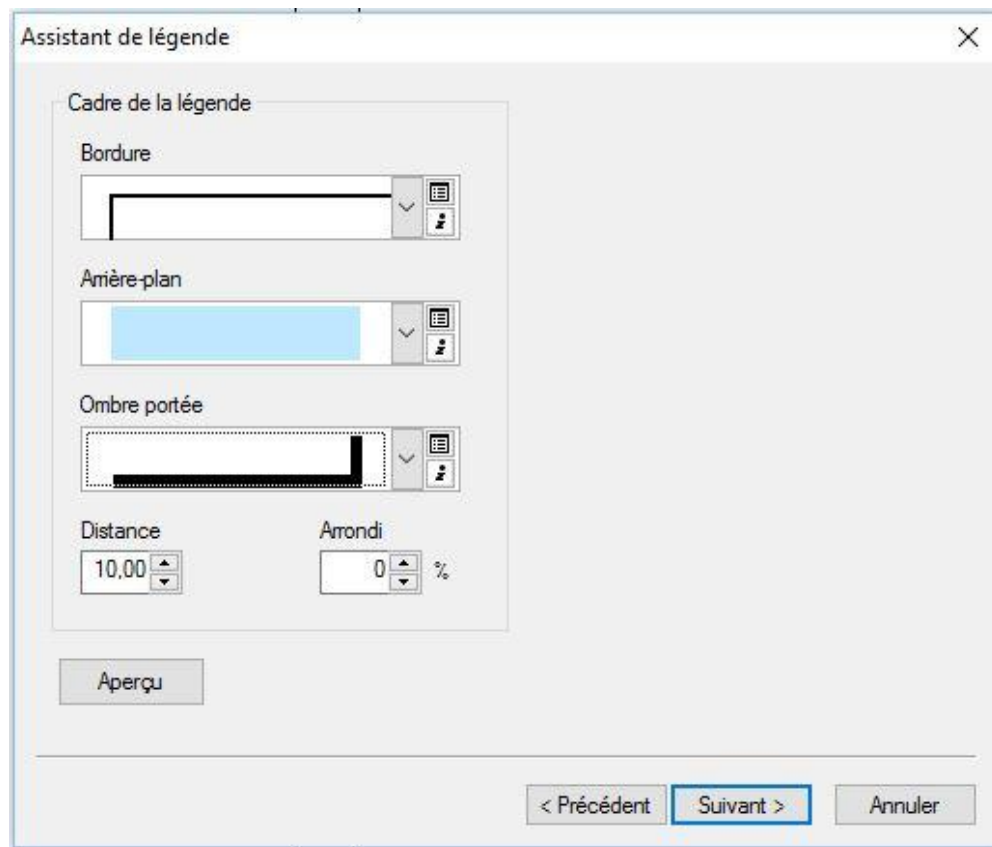 Assistant de légende
Cadre de la légende
Bordure
Arrière-plan
Ombre portée
Distance Arrondi
10,00 0 %
Aperçu
< Précédent Suivant > Annuler